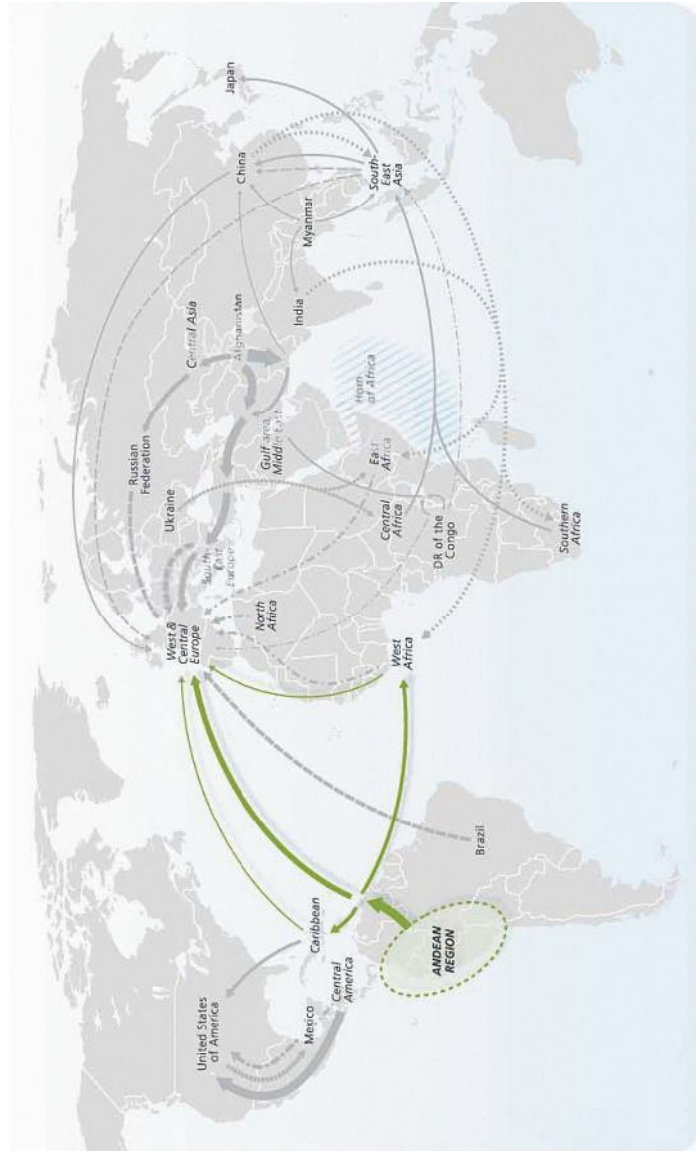 United States
of America
Mexico
Central
America
Caribbean
ANDEAN
REGION
Brazil
West &
Central
Europe
North
Africa
West
Africa
South-
East
Europe
Russian
Federation
Ukraine
Central
Africa
DR of the
Congo
Southern
Africa
East
Africa
Gulf area,
Middle East
Horn
of Africa
Central Asia
Afghanistan
India
Myanmar
China
South-
East
Asia
Japan